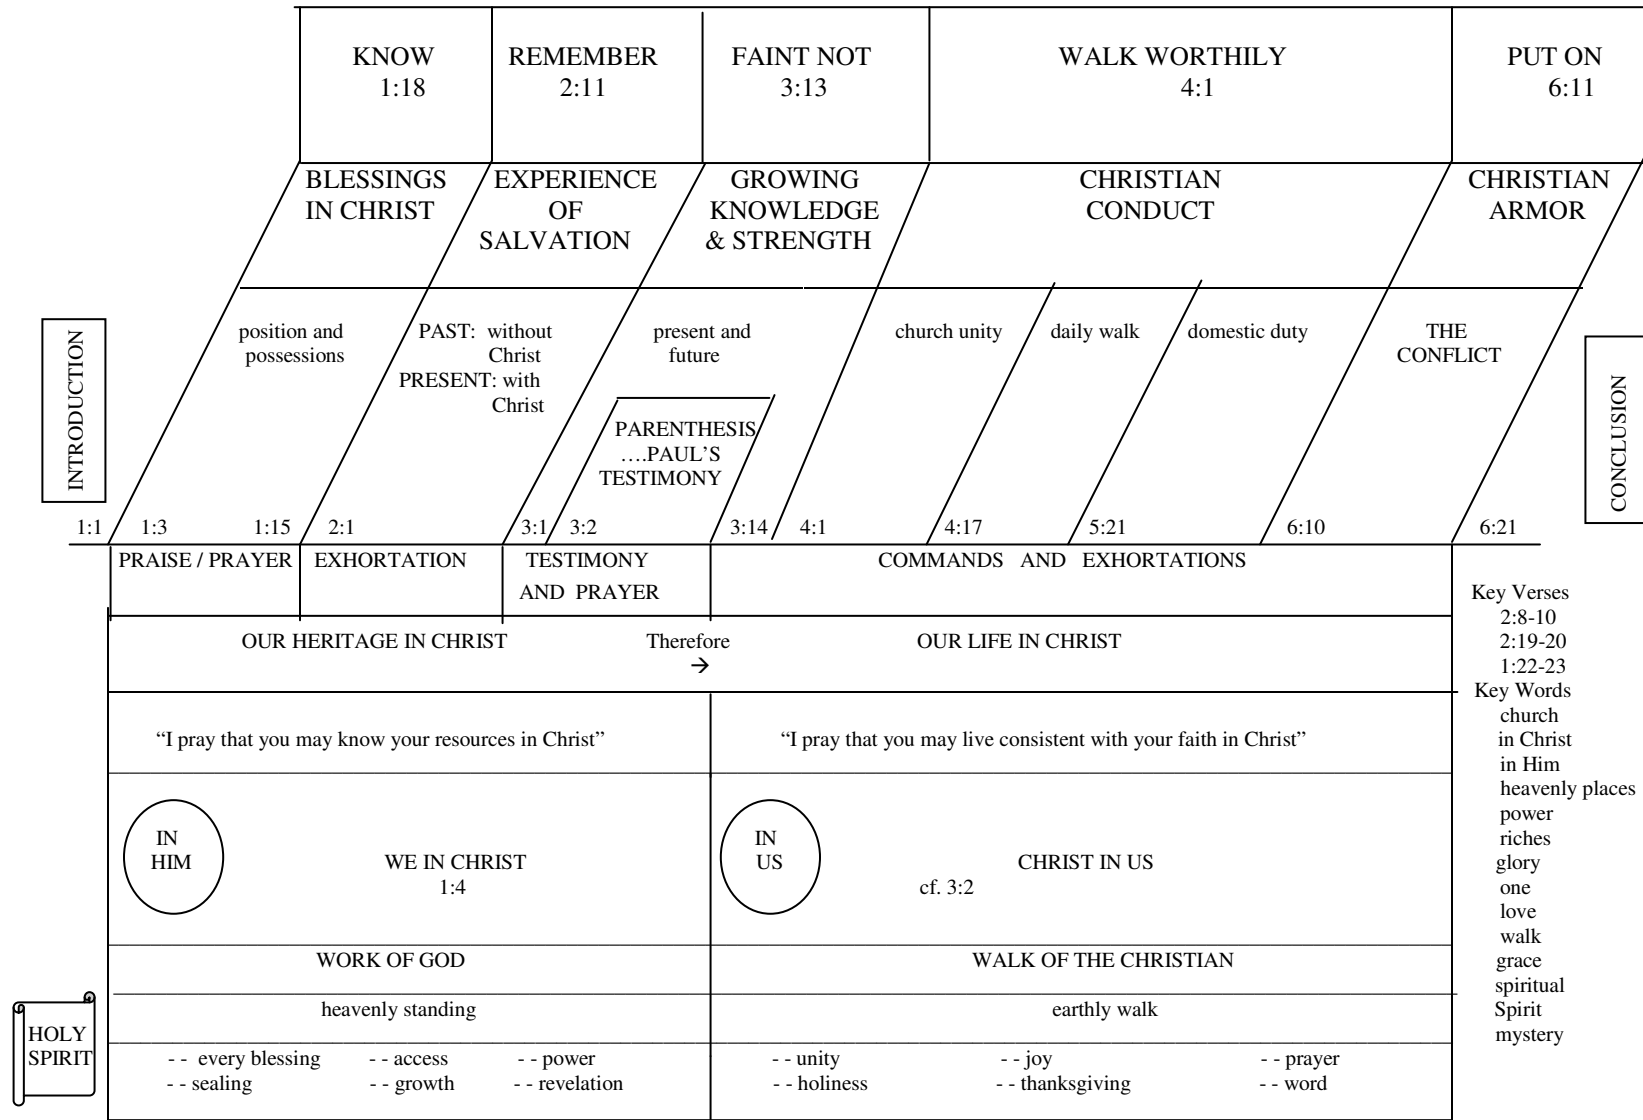 KNOW
1:18
REMEMBER
2:11
FAINT NOT
3:13
WALK WORTHILY
4:1
PUT ON
6:11
BLESSINGS
IN CHRIST
EXPERIENCE
OF
SALVATION
GROWING
KNOWLEDGE
& STRENGTH
CHRISTIAN
CONDUCT
CHRISTIAN
ARMOR
INTRODUCTION
position and
possessions
PAST: without
Christ
PRESENT: with
Christ
present and
future
PARENTHESIS
….PAUL’S
TESTIMONY
church unity
daily walk
domestic duty
THE
CONFLICT
CONCLUSION
1:1 1:3 1:15 2:1 3:1 3:2 3:14 4:1 4:17 5:21 6:10 6:21
PRAISE / PRAYER
EXHORTATION
TESTIMONY
AND PRAYER
COMMANDS AND EXHORTATIONS
OUR HERITAGE IN CHRIST
Therefore
→
OUR LIFE IN CHRIST
“I pray that you may know your resources in Christ”
“I pray that you may live consistent with your faith in Christ”
IN
HIM
WE IN CHRIST
1:4
IN
US
CHRIST IN US
cf. 3:2
WORK OF GOD
WALK OF THE CHRISTIAN
heavenly standing
earthly walk
HOLY
SPIRIT
- - every blessing - - access - - power
- - sealing - - growth - - revelation
- - unity - - joy - - prayer
- - holiness - - thanksgiving - - word
Key Verses
2:8-10
2:19-20
1:22-23
Key Words
church
in Christ
in Him
heavenly places
power
riches
glory
one
love
walk
grace
spiritual
Spirit
mystery